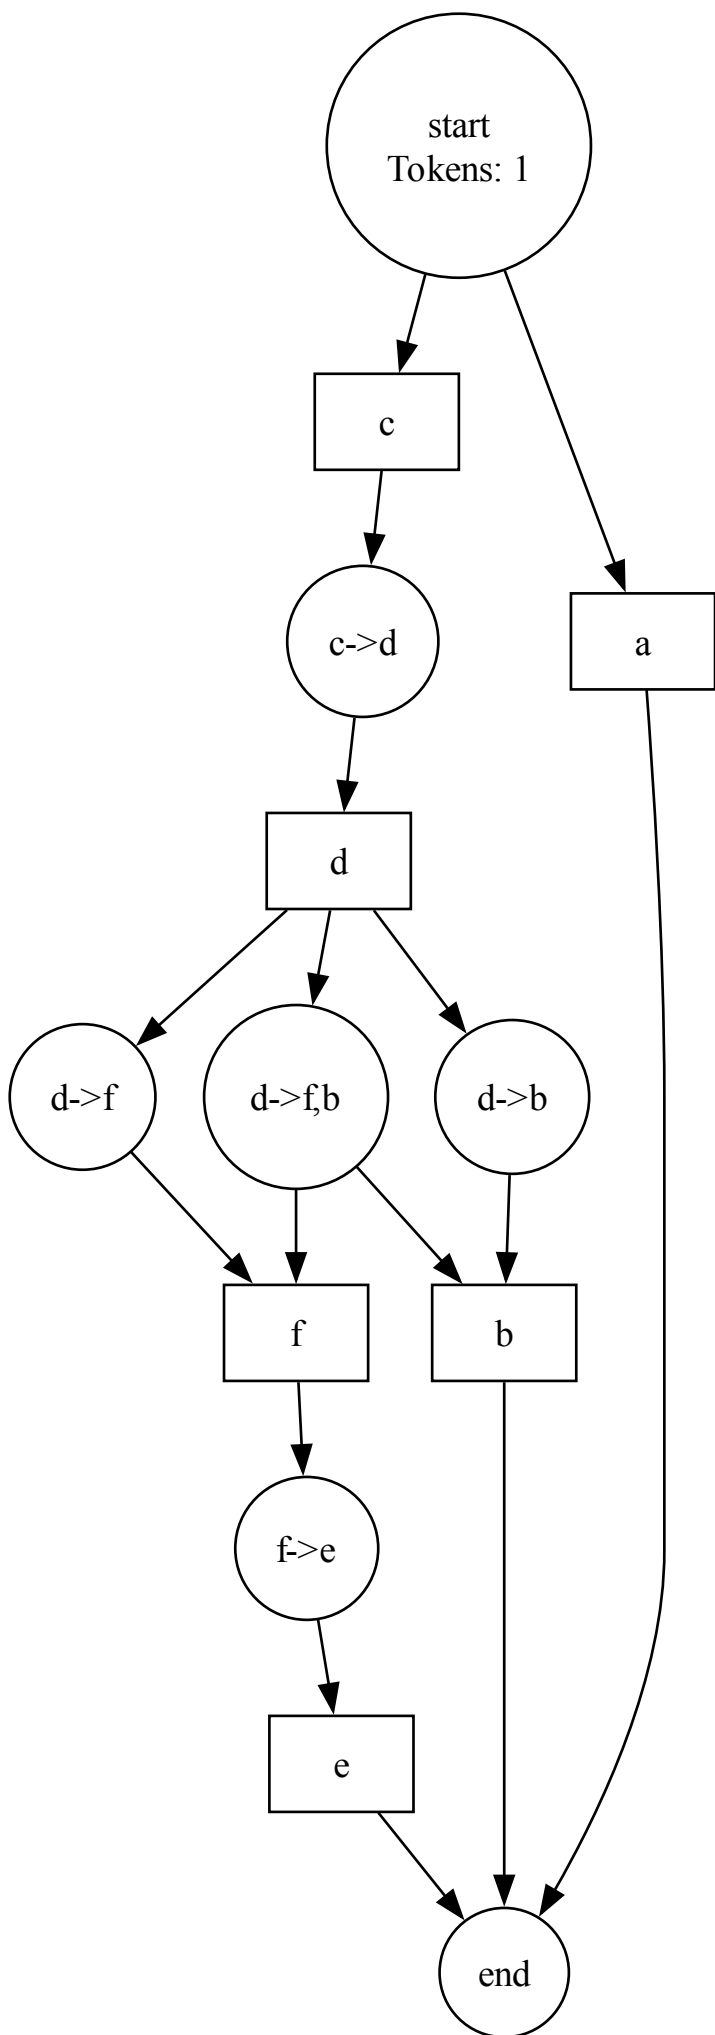 start
Tokens: 1
c
c->d
a
d
d->f
d->f,b
d->b
f
b
f->e
e
end